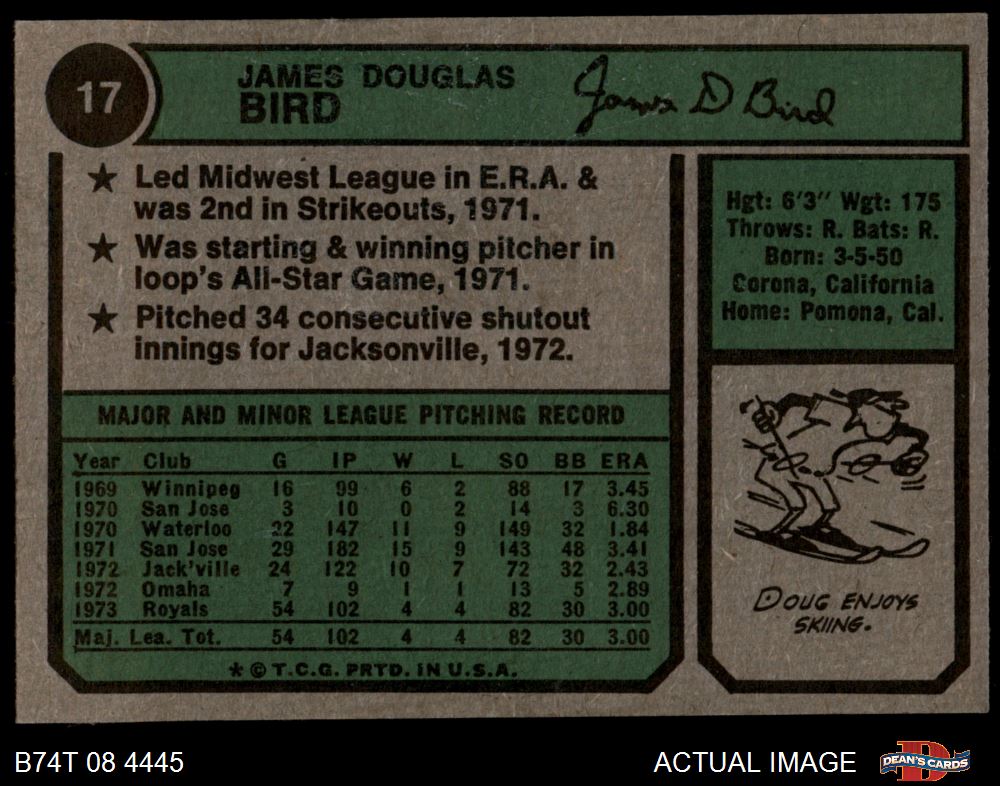 17
JAMES DOUGLAS
BIRD
James D Bird
★ Led Midwest League in E.R.A. &
was 2nd in Strikeouts, 1971.
★ Was starting & winning pitcher in
loop's All-Star Game, 1971.
★ Pitched 34 consecutive shutout
innings for Jacksonville, 1972.
Hgt: 6'3" Wgt: 175
Throws: R. Bats: R.
Born: 3-5-50
Corona, California
Home: Pomona, Cal.
MAJOR AND MINOR LEAGUE PITCHING RECORD
Year Club G IP W L SO BB ERA
1969 Winnipeg 16 99 6 2 88 17 3.45
1970 San Jose 3 10 0 2 14 3 6.30
1970 Waterloo 22 147 11 9 149 32 1.84
1971 San Jose 29 182 15 9 143 48 3.41
1972 Jack'ville 24 122 10 7 72 32 2.43
1972 Omaha 7 9 1 1 13 5 2.89
1973 Royals 54 102 4 4 82 30 3.00
Maj. Lea. Tot. 54 102 4 4 82 30 3.00
* © T.C.G. PRTD. IN U.S.A.
DOUG ENJOYS
SKIING.
B74T 08 4445
ACTUAL IMAGE
DEAN'S CARDS